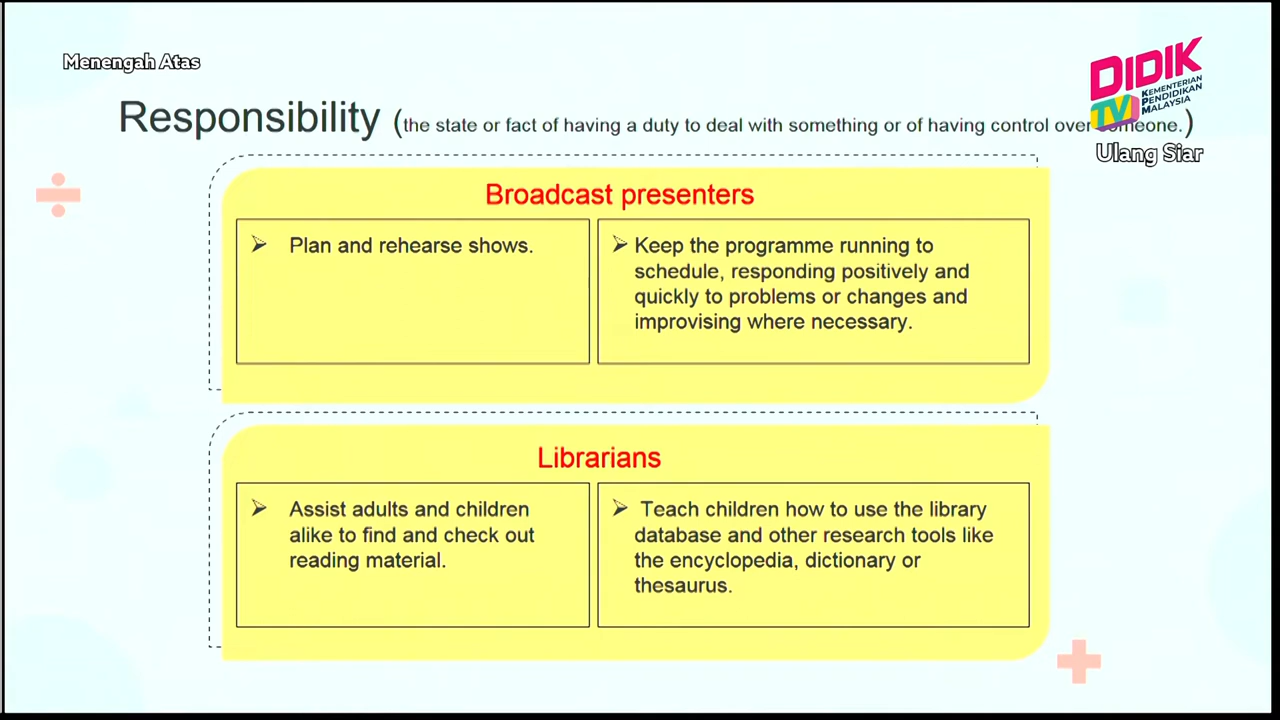 Menengah Atas
DIDIK
TV
KEMENTERIAN
PENDIDIKAN
MALAYSIA
Ulang Siar
Responsibility (the state or fact of having a duty to deal with something or of having control over someone.)
Broadcast presenters
➢ Plan and rehearse shows.
➢ Keep the programme running to
schedule, responding positively and
quickly to problems or changes and
improvising where necessary.
Librarians
➢ Assist adults and children
alike to find and check out
reading material.
➢ Teach children how to use the library
database and other research tools like
the encyclopedia, dictionary or
thesaurus.